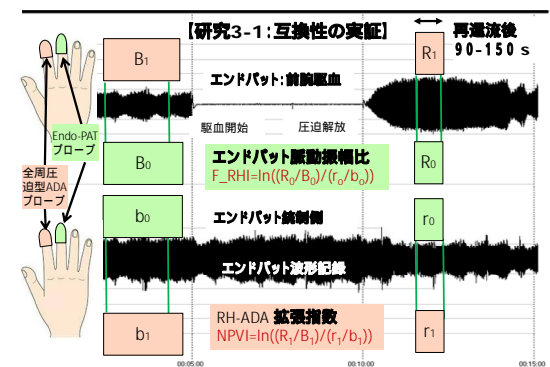 【研究3-1:互換性の実証】
再還流後
90-150 s
B1
R1
エンドパット:前腕駆血
Endo-PAT
プローブ
駆血開始
圧迫解放
全周圧
迫型ADA
プローブ
B0
エンドパット脈動振幅比
F_RHI=ln((R0/B0)/(r0/b0))
R0
b0
エンドパット統制側
r0
エンドパット波形記録
b1
RH-ADA 拡張指数
NPVI=ln((R1/B1)/(r1/b1))
r1
00:05:00
00:10:00
00:15:00